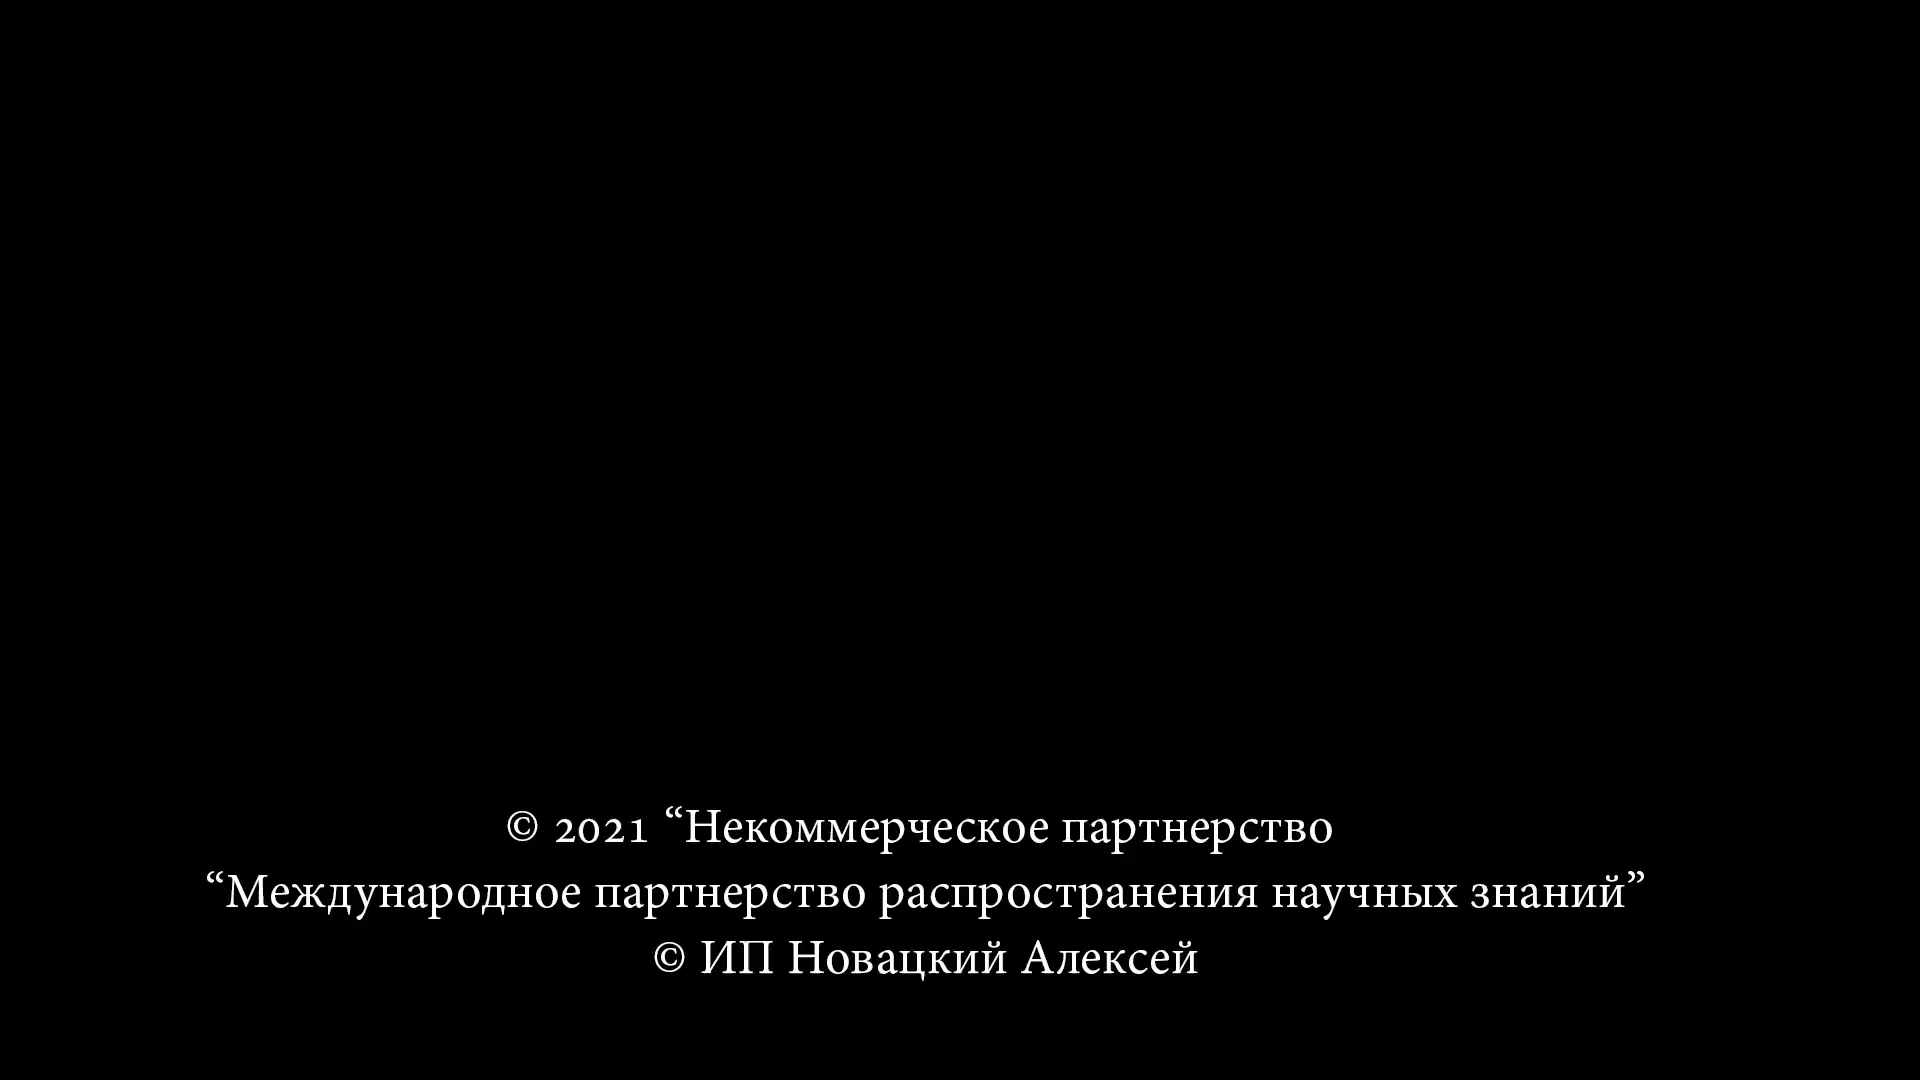 © 2021 “Некоммерческое партнерство
“Международное партнерство распространения научных знаний”
© ИП Новацкий Алексей